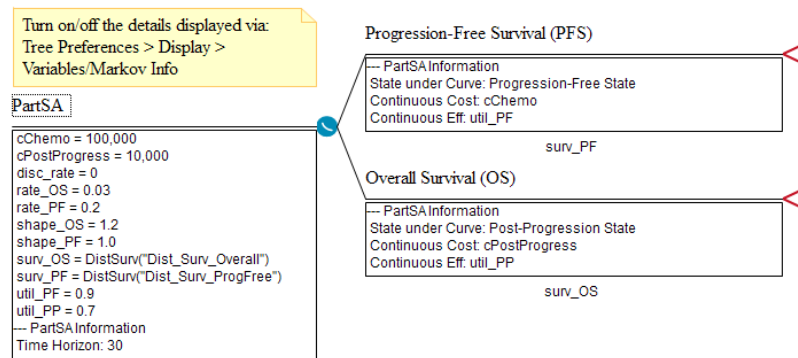 Turn on/off the details displayed via:
Tree Preferences > Display >
Variables/Markov Info
PartSA
cChemo = 100,000
cPostProgress = 10,000
disc_rate = 0
rate_OS = 0.03
rate_PF = 0.2
shape_OS = 1.2
shape_PF = 1.0
surv_OS = DistSurv("Dist_Surv_Overall")
surv_PF = DistSurv("Dist_Surv_ProgFree")
util_PF = 0.9
util_PP = 0.7
--- PartSA Information
Time Horizon: 30
Progression-Free Survival (PFS)
--- PartSA Information
State under Curve: Progression-Free State
Continuous Cost: cChemo
Continuous Eff: util_PF
surv_PF
Overall Survival (OS)
--- PartSA Information
State under Curve: Post-Progression State
Continuous Cost: cPostProgress
Continuous Eff: util_PP
surv_OS